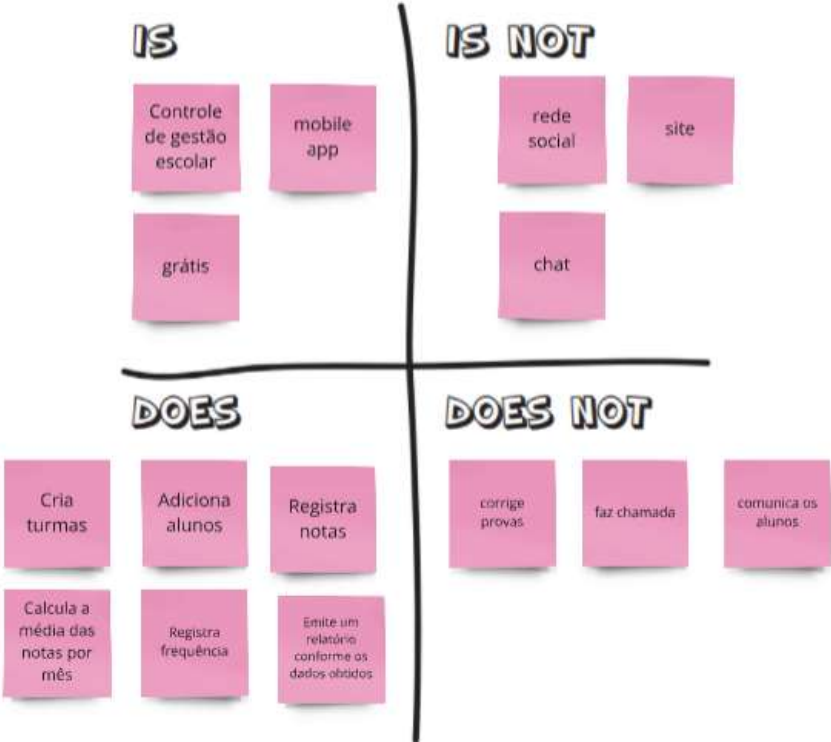 IS
Controle
de gestão
escolar
mobile
app
grátis
IS NOT
rede
social
site
chat
DOES
Cria
turmas
Adiciona
alunos
Registra
notas
Calcula a
média das
notas por
mês
Registra
frequência
Emite um
relatório
conforme os
dados obtidos
DOES NOT
corrige
provas
faz chamada
comunica os
alunos